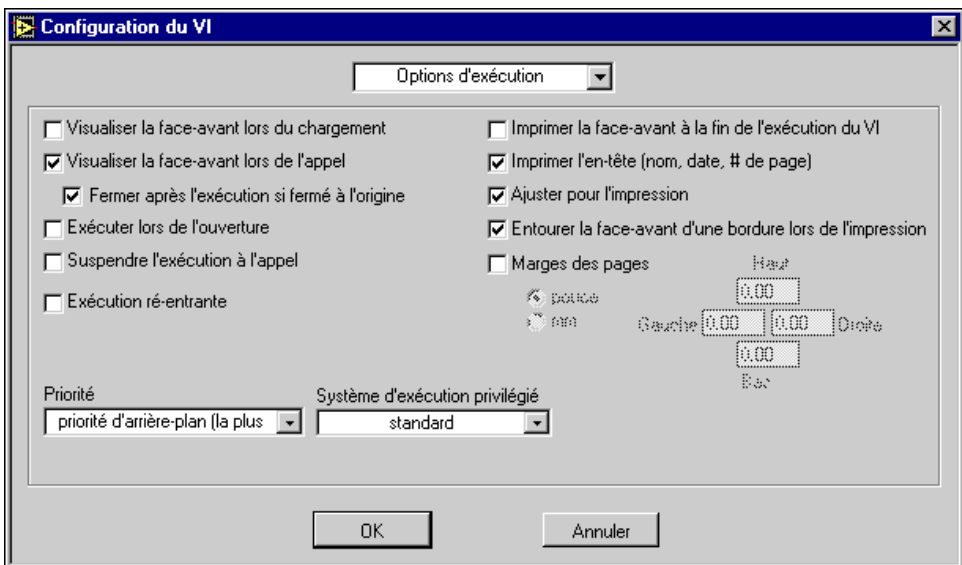 Configuration du VI
Options d'exécution
Visualiser la face-avant lors du chargement
Visualiser la face-avant lors de l'appel
Fermer après l'exécution si fermé à l'origine
Exécuter lors de l'ouverture
Suspendre l'exécution à l'appel
Exécution ré-entrante
Imprimer la face-avant à la fin de l'exécution du VI
Imprimer l'en-tête (nom, date, # de page)
Ajuster pour l'impression
Entourer la face-avant d'une bordure lors de l'impression
Marges des pages
pouce
mm
Haut
0.00
Gauche 0.00 0.00 Droite
0.00
Bas
Priorité
priorité d'arrière-plan (la plus
Système d'exécution privilégié
standard
OK
Annuler